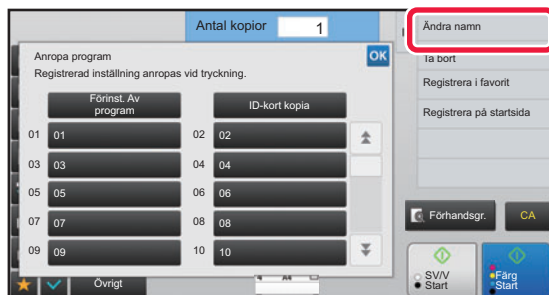 Antal kopior 1
Ändra namn
Ta bort
Registrera i favorit
Registrera på startsida
Anropa program
OK
Registrerad inställning anropas vid tryckning.
Förinst. Av program
ID-kort kopia
01 01
02 02
03 03
04 04
05 05
06 06
07 07
08 08
09 09
10 10
Övrigt
A4
Förhandsgr.
CA
SV/V
Start
Färg
Start